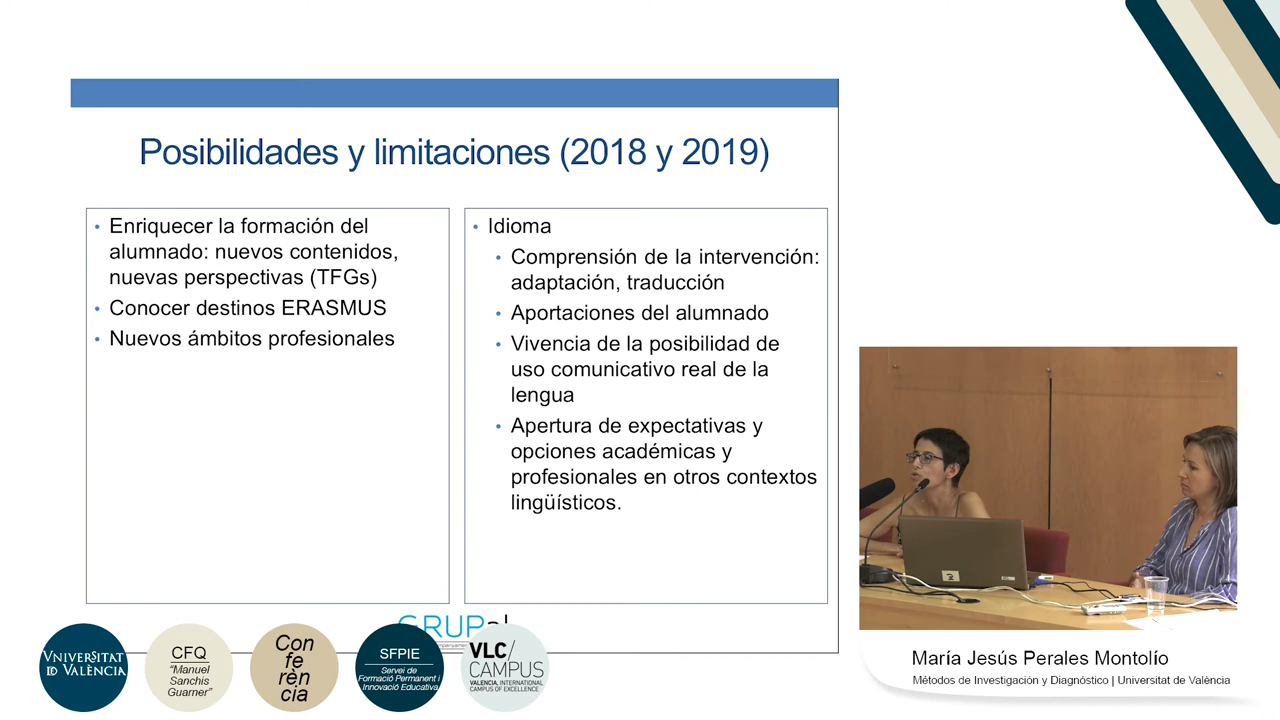 Posibilidades y limitaciones (2018 y 2019)
• Enriquecer la formación del
alumnado: nuevos contenidos,
nuevas perspectivas (TFGs)
• Conocer destinos ERASMUS
• Nuevos ámbitos profesionales
• Idioma
• Comprensión de la intervención:
adaptación, traducción
• Aportaciones del alumnado
• Vivencia de la posibilidad de
uso comunicativo real de la
lengua
• Apertura de expectativas y
opciones académicas y
profesionales en otros contextos
lingüísticos.
VNIVERSITAT
DE VALÈNCIA
CFQ
"Manuel
Sanchis
Guarner"
Con
fe
rèn
cia
SFPIE
Servei de
Formació Permanent i
Innovació Educativa
VLC/
CAMPUS
VALENCIA, INTERNATIONAL
CAMPUS OF EXCELLENCE
María Jesús Perales Montolío
Métodos de Investigación y Diagnóstico | Universitat de València